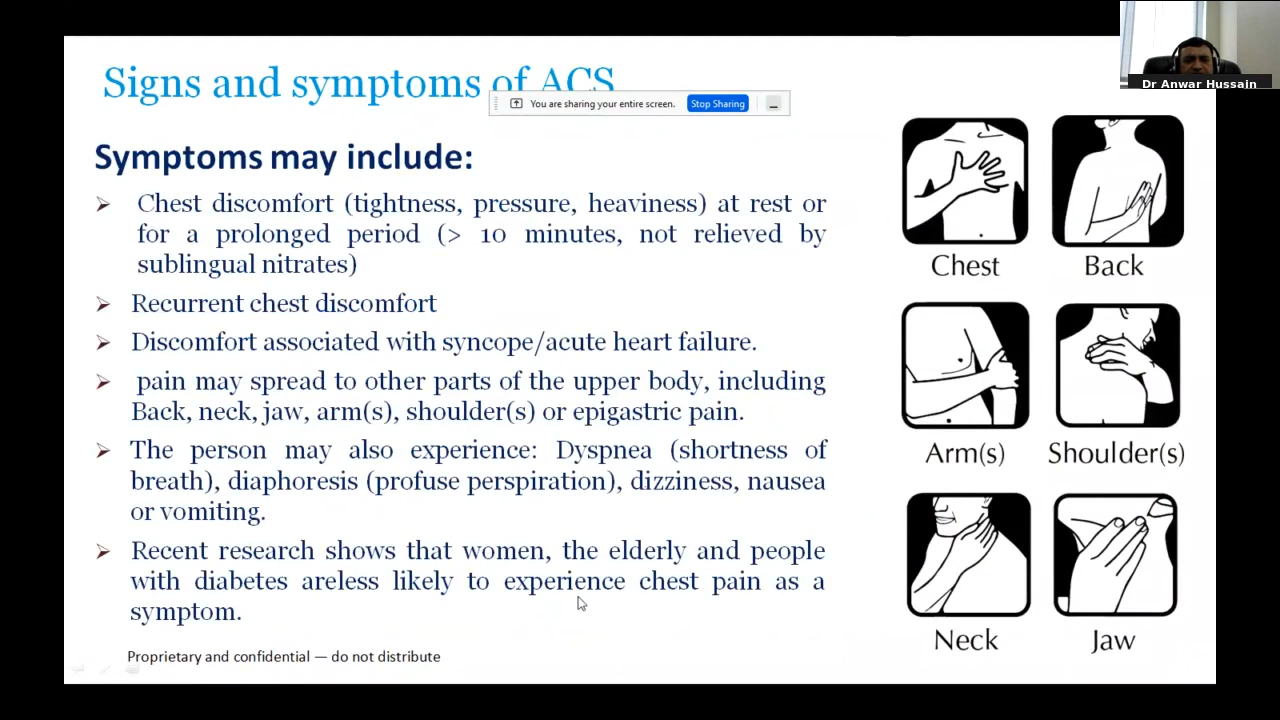 Dr Anwar Hussain
Signs and symptoms of ACS
You are sharing your entire screen.
Stop Sharing
Symptoms may include:
Chest discomfort (tightness, pressure, heaviness) at rest or
for a prolonged period (> 10 minutes, not relieved by
sublingual nitrates)
Recurrent chest discomfort
Discomfort associated with syncope/acute heart failure.
pain may spread to other parts of the upper body, including
Back, neck, jaw, arm(s), shoulder(s) or epigastric pain.
The person may also experience: Dyspnea (shortness of
breath), diaphoresis (profuse perspiration), dizziness, nausea
or vomiting.
Recent research shows that women, the elderly and people
with diabetes areless likely to experience chest pain as a
symptom.
Proprietary and confidential — do not distribute
Chest
Back
Arm(s)
Shoulder(s)
Neck
Jaw